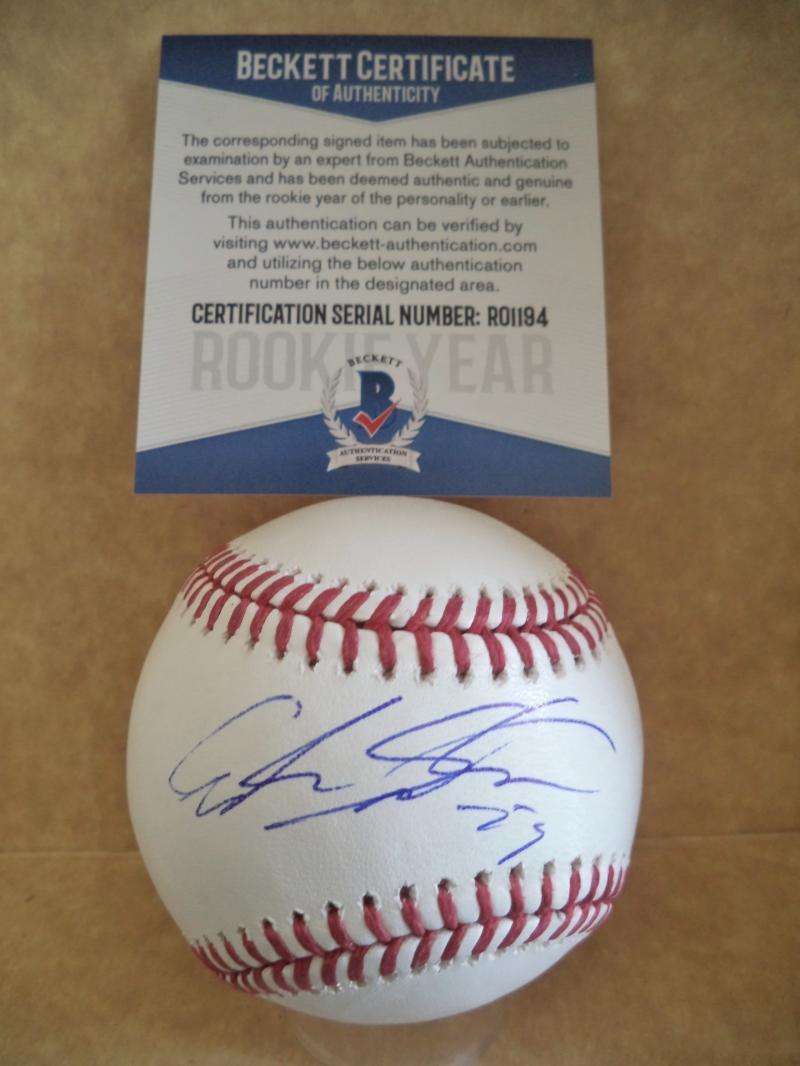 BECKETT CERTIFICATE
OF AUTHENTICITY
The corresponding signed item has been subjected to
examination by an expert from Beckett Authentication
Services and has been deemed authentic and genuine
from the rookie year of the personality or earlier.
This authentication can be verified by
visiting www.beckett-authentication.com
and utilizing the below authentication
number in the designated area.
CERTIFICATION SERIAL NUMBER: R01194
ROOKIE YEAR
BECKETT
B
AUTHENTICATION
SERVICES